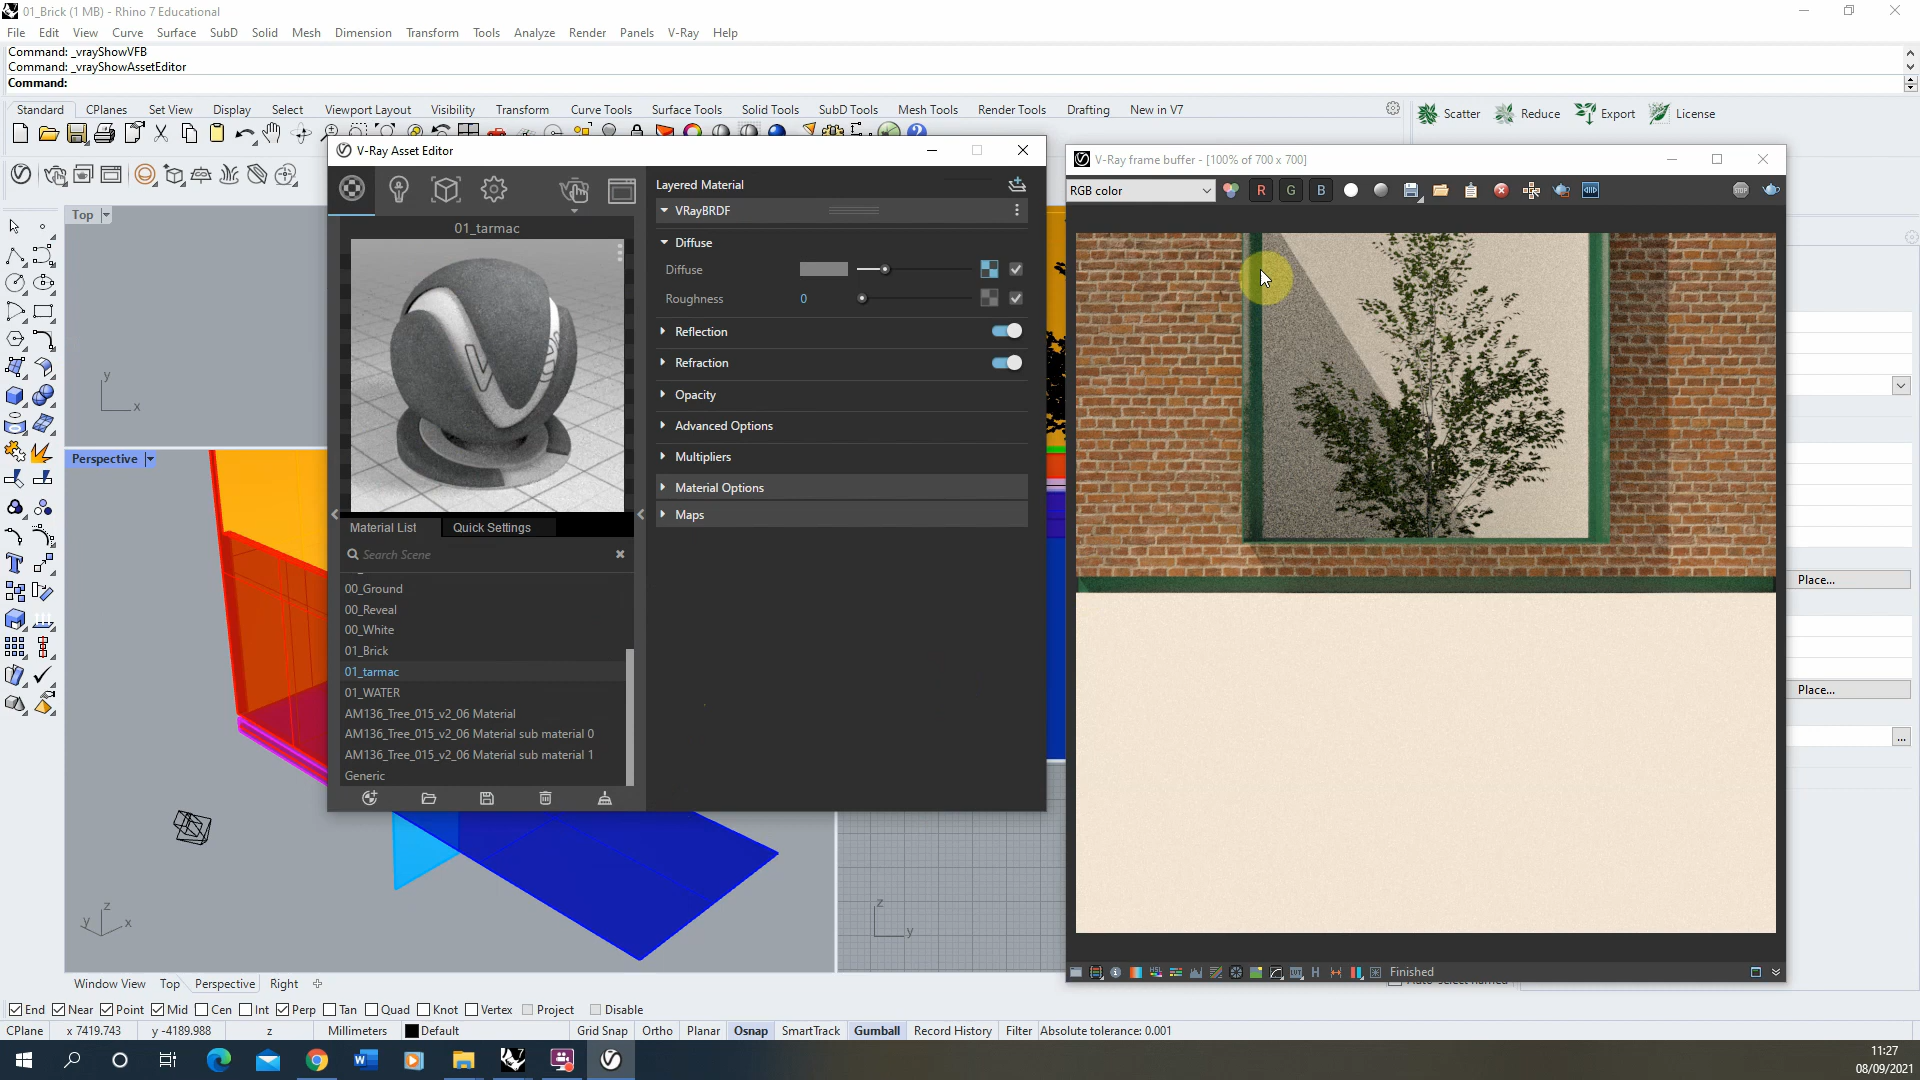 01_Brick (1 MB) - Rhino 7 Educational
File Edit View Curve Surface SubD Solid Mesh Dimension Transform Tools Analyze Render Panels V-Ray Help
Command: _vrayShowVFB
Command: _vrayShowAssetEditor
Command:
Standard CPlanes Set View Display Select Viewport Layout Visibility Transform Curve Tools Surface Tools Solid Tools SubD Tools Mesh Tools Render Tools Drafting New in V7
Scatter Reduce Export License
V-Ray Asset Editor
V-Ray frame buffer - [100% of 700 x 700]
Layered Material
RGB color R G B
VRayBRDF
Top
01_tarmac
Diffuse
Diffuse
Roughness 0
Reflection
Refraction
Opacity
Advanced Options
Multipliers
Material Options
Maps
y
x
Perspective
Material List Quick Settings
Search Scene
00_Ground
00_Reveal
00_White
01_Brick
01_tarmac
01_WATER
AM136_Tree_015_v2_06 Material
AM136_Tree_015_v2_06 Material sub material 0
AM136_Tree_015_v2_06 Material sub material 1
Generic
Place...
Place...
...
z
y
x
z
y
Finished
Window View Top Perspective Right
End Near Point Mid Cen Int Perp Tan Quad Knot Vertex Project Disable
CPlane x 7419.743 y -4189.988 z Millimeters Default Grid Snap Ortho Planar Osnap SmartTrack Gumball Record History Filter Absolute tolerance: 0.001
11:27
08/09/2021